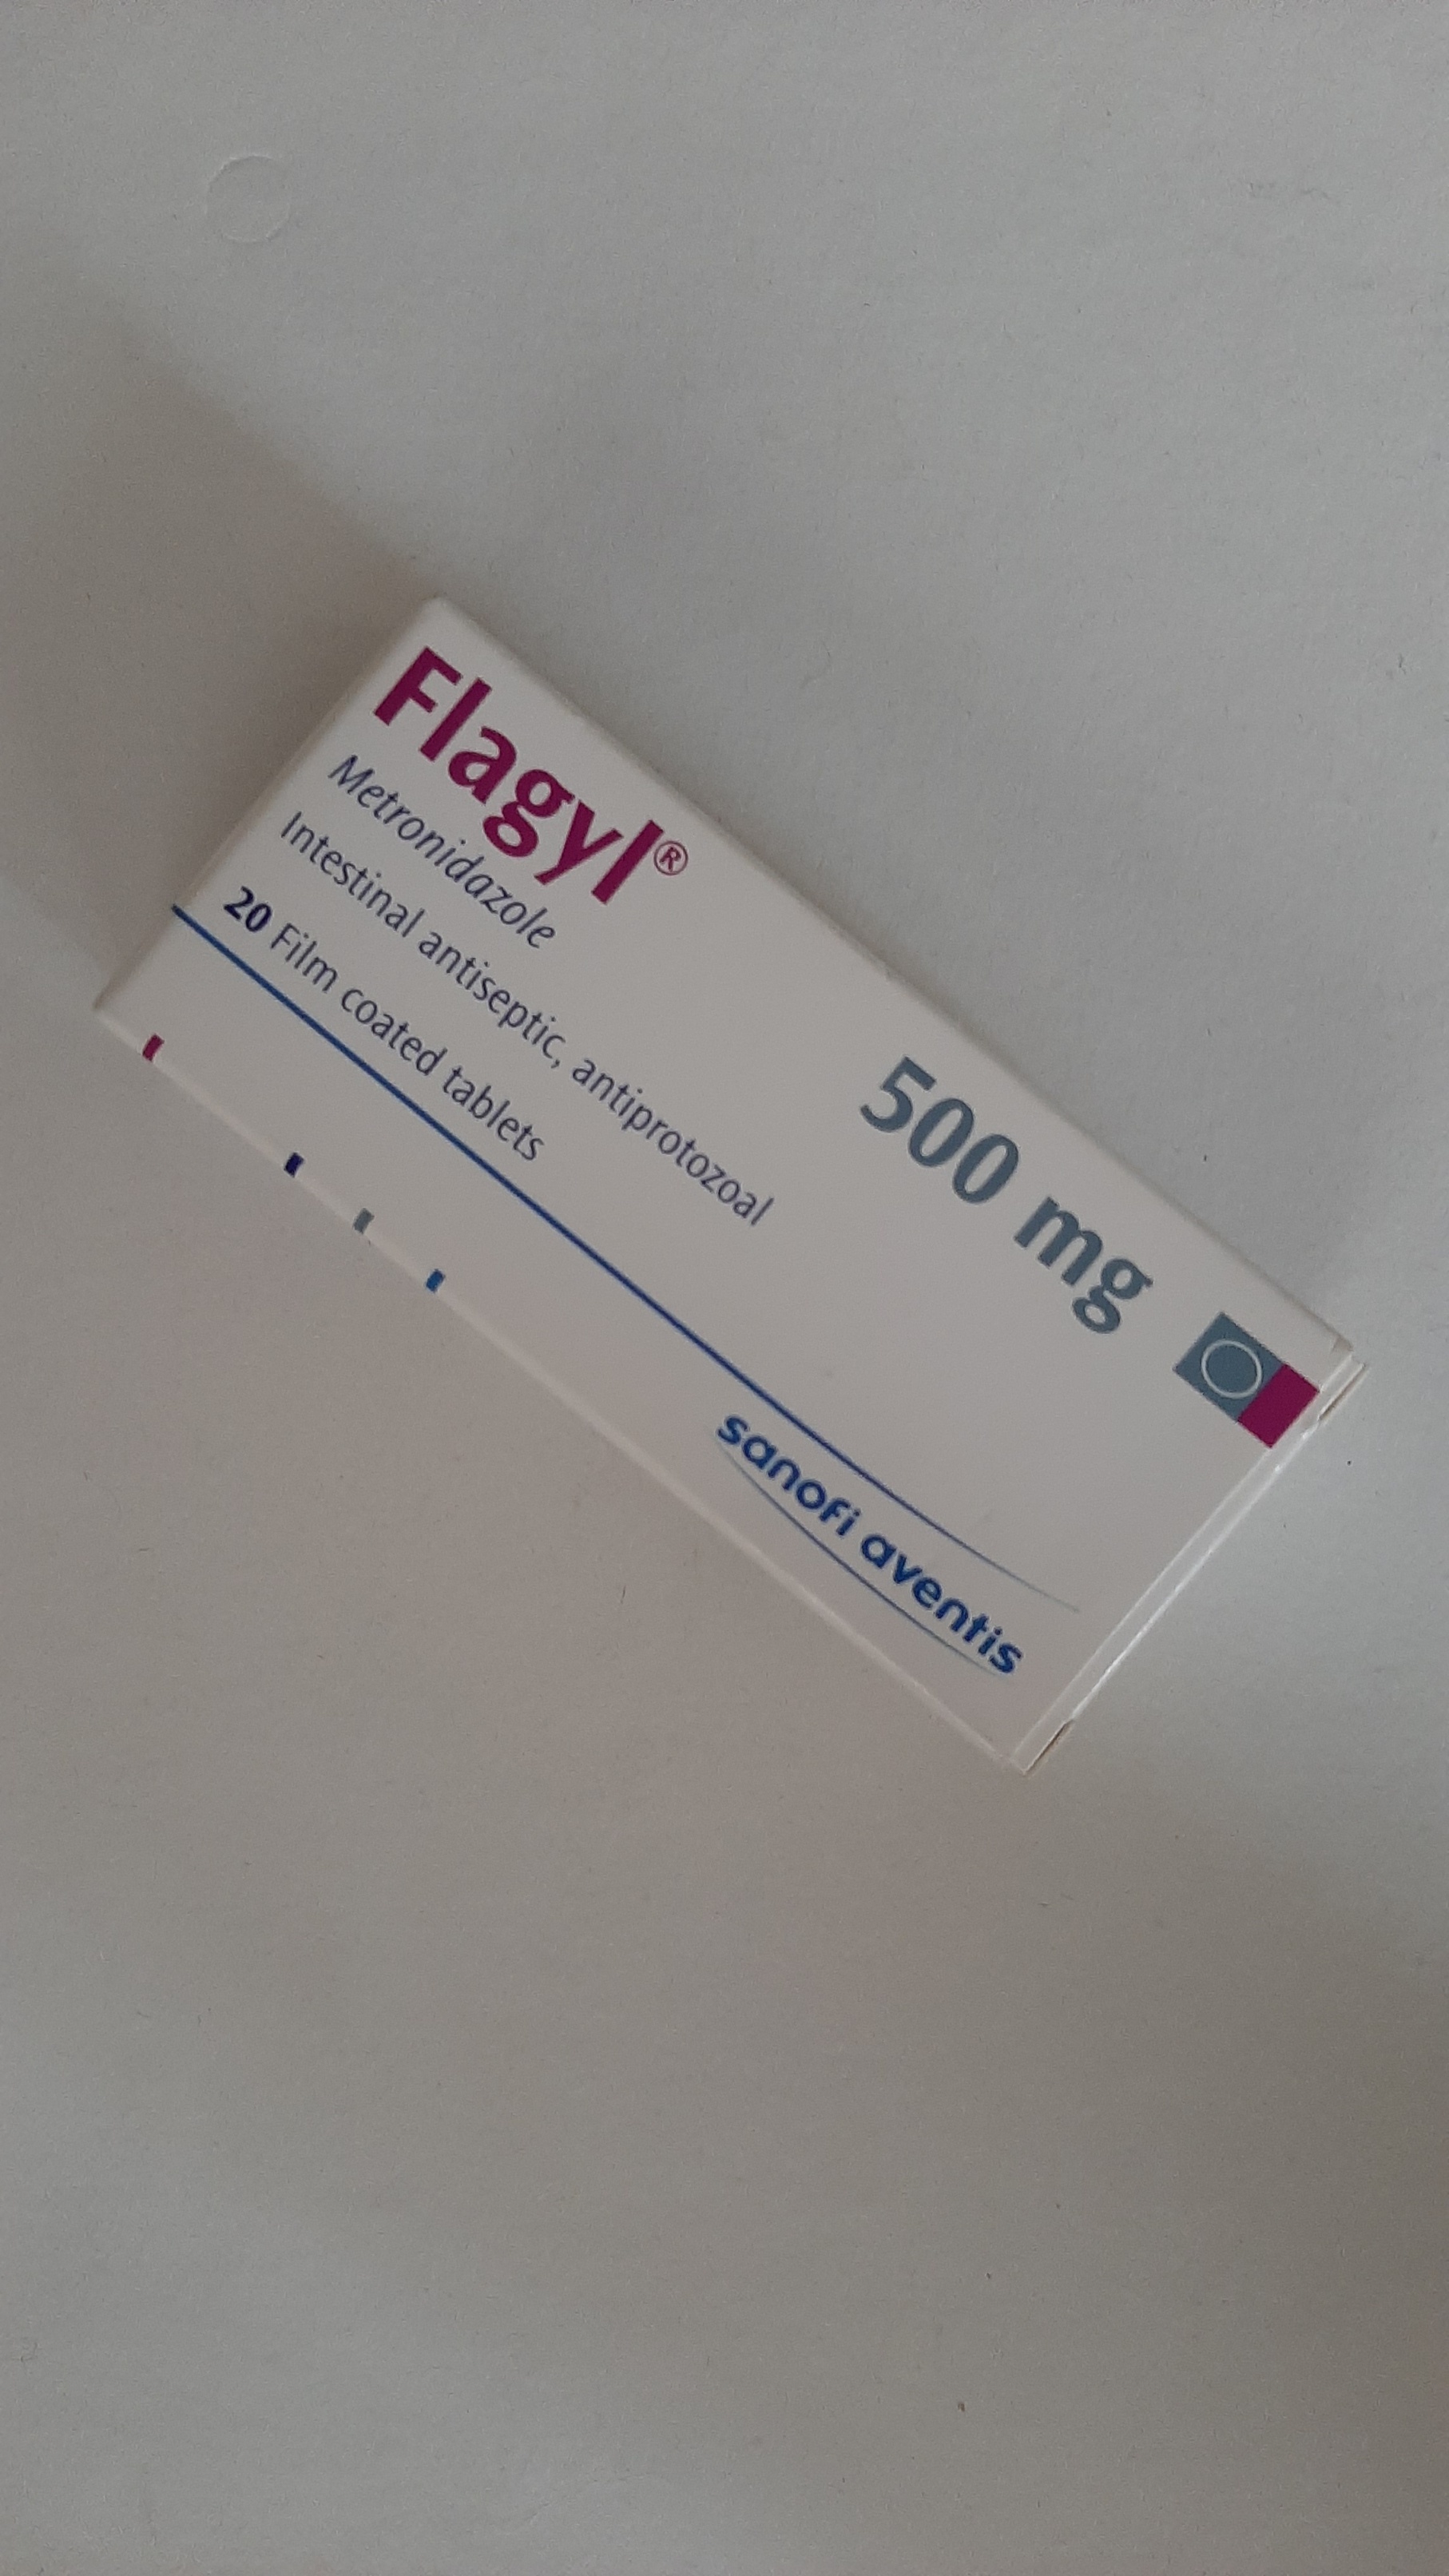 Flagyl®
Metronidazole
Intestinal antiseptic, antiprotozoal
20 Film coated tablets
500 mg
sanofi aventis